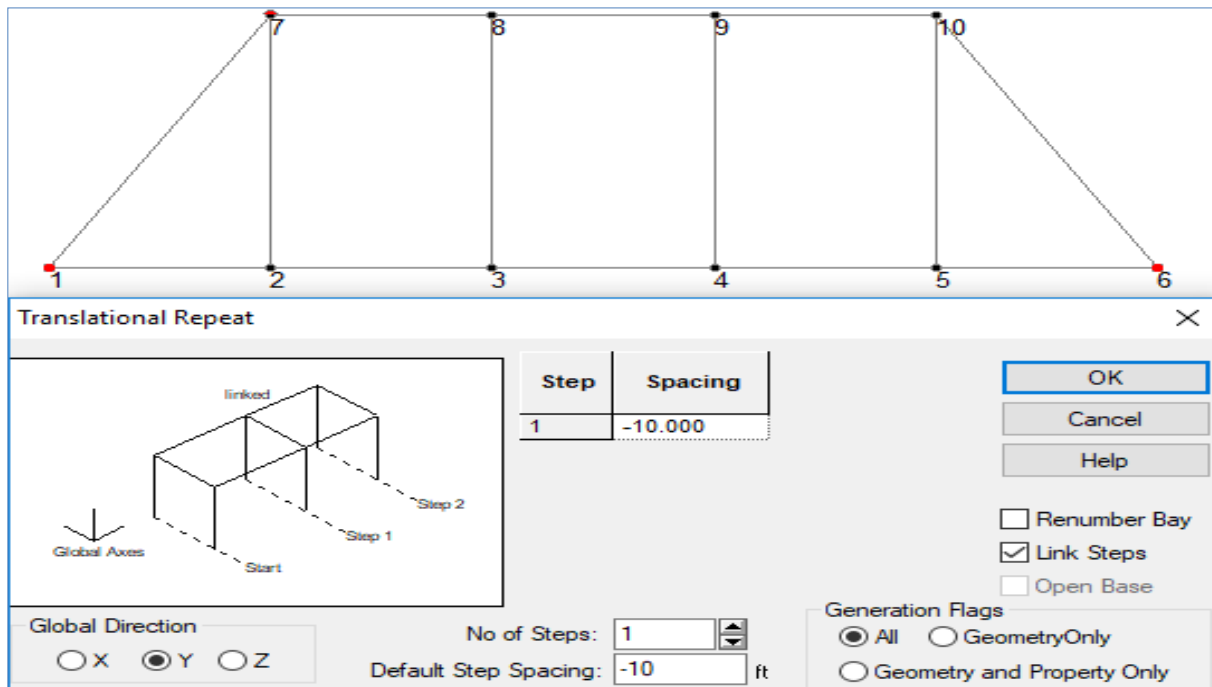 7 8 9 10
1 2 3 4 5 6
Translational Repeat
linked
Step 2
Step 1
Start
Global Axes
Step Spacing
1 -10.000
OK
Cancel
Help
Renumber Bay
Link Steps
Open Base
Global Direction
X Y Z
No of Steps: 1
Default Step Spacing: -10 ft
Generation Flags
All GeometryOnly
Geometry and Property Only